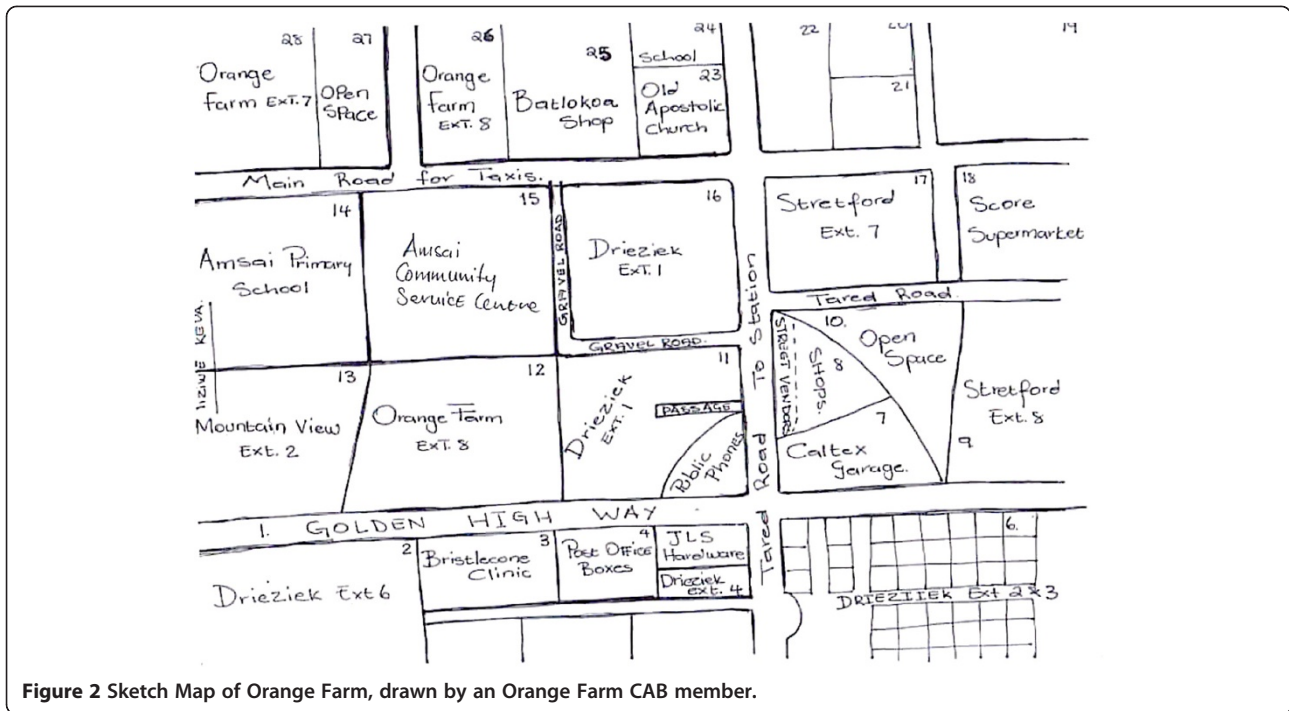 28
27
26
25
24
22
20
19
Orange
Farm EXT.7
Open
Space
Orange
Farm
EXT. 8
Batlokoa
Shop
School
23
Old
Apostolic
Church
21
Main Road for Taxis.
14
15
16
17
18
Amsai Primary
School
Amsai
Community
Service Centre
GRAVEL ROAD
Drieziek
EXT.1
Stretford
Ext. 7
Score
Supermarket
Tared Road.
GRAVEL ROAD.
KEVA.
13
12
11
10.
Mountain View
Ext. 2
Orange Farm
EXT. 8
Drieziek
EXT.1
PASSAGE
Public
Phones
Tared Road To Station
STREET VENDORS
SHOPS.
8
Open
Space
7
Caltex
Garage.
Stretford
Ext. 8
9
1. GOLDEN HIGH WAY
2
3
4
6.
Drieziek Ext 6
Bristlecone
Clinic
Post Office
Boxes
JLS
Hardware
Drieziek
ext. 4
DRIEZIIEK Ext 2 & 3
Figure 2 Sketch Map of Orange Farm, drawn by an Orange Farm CAB member.